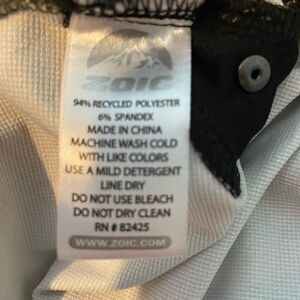 ZOIC
94% RECYCLED POLYESTER
6% SPANDEX
MADE IN CHINA
MACHINE WASH COLD
WITH LIKE COLORS
USE A MILD DETERGENT
LINE DRY
DO NOT USE BLEACH
DO NOT DRY CLEAN
RN # 82425
WWW.ZOIC.COM